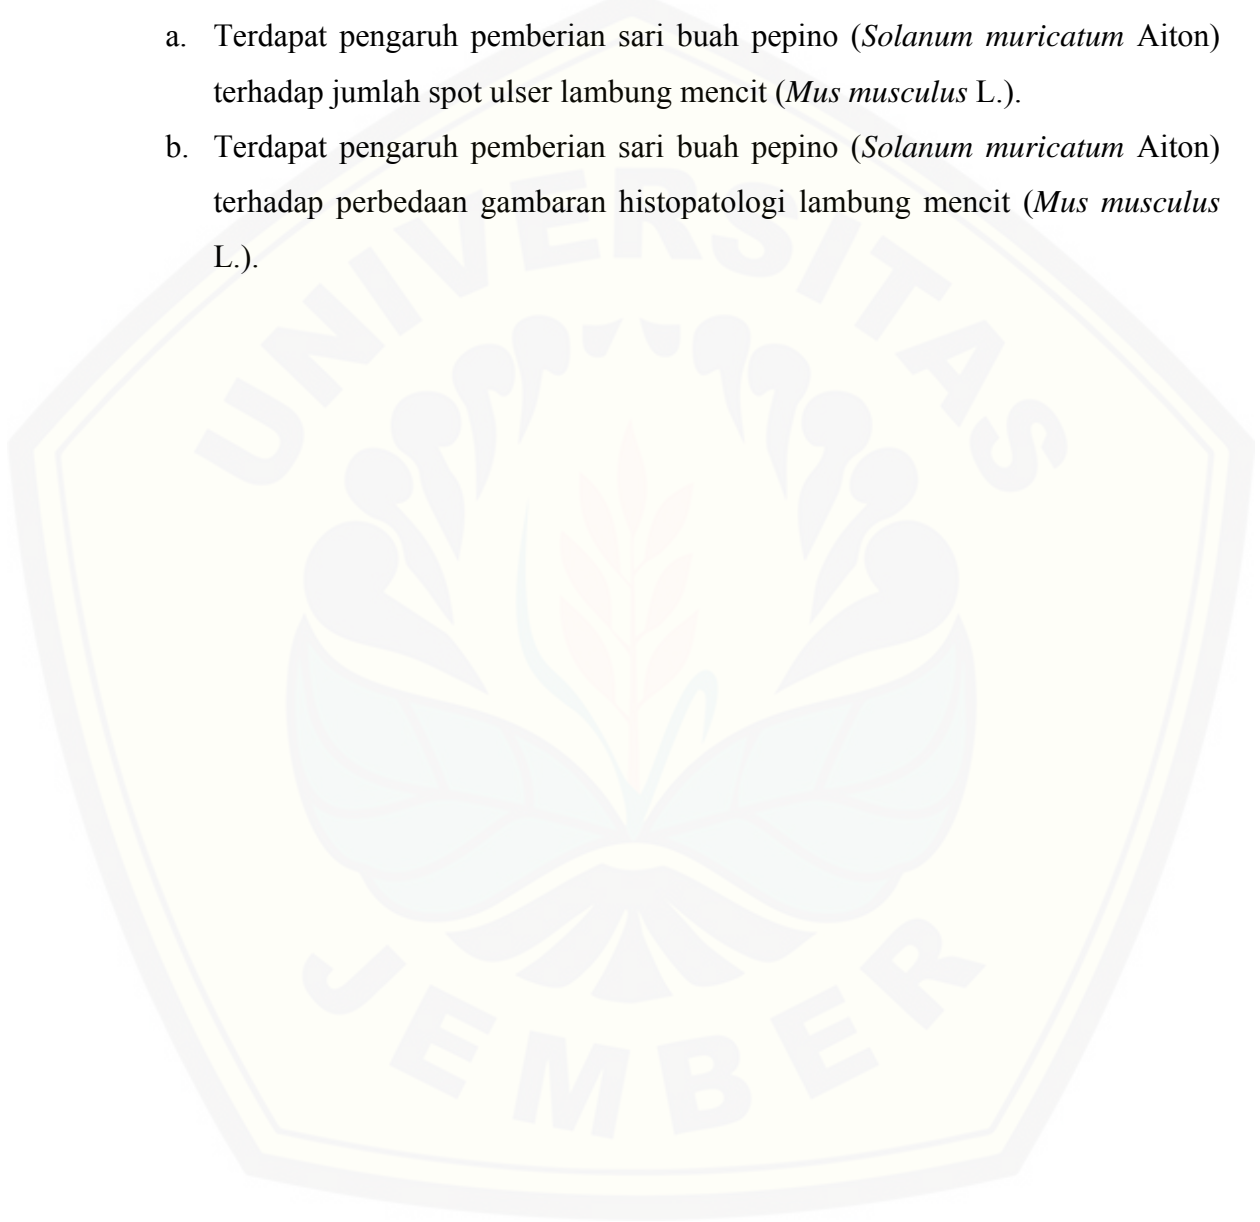 a. Terdapat pengaruh pemberian sari buah pepino (Solanum muricatum Aiton)
terhadap jumlah spot ulser lambung mencit (Mus musculus L.).
b. Terdapat pengaruh pemberian sari buah pepino (Solanum muricatum Aiton)
terhadap perbedaan gambaran histopatologi lambung mencit (Mus musculus
L.).
UNIVERSITAS
JEMBER